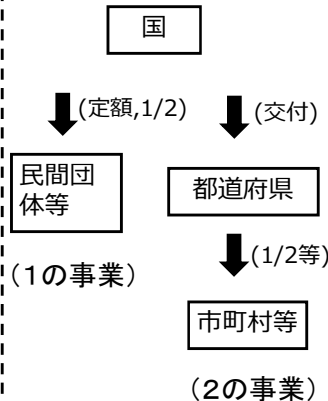 国
(定額,1/2)
(交付)
民間団
体等
都道府県
(1/2等)
(1の事業)
市町村等
(2の事業)